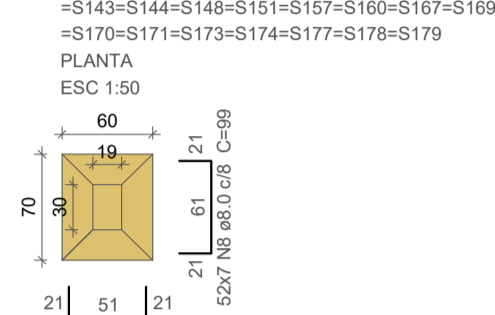 =S143=S144=S148=S151=S157=S160=S167=S169
=S170=S171=S173=S174=S177=S178=S179
PLANTA
ESC 1:50
60
19
70
30
21
61
21
52x7 N8 ø8.0 c/8 C=99
21 51 21